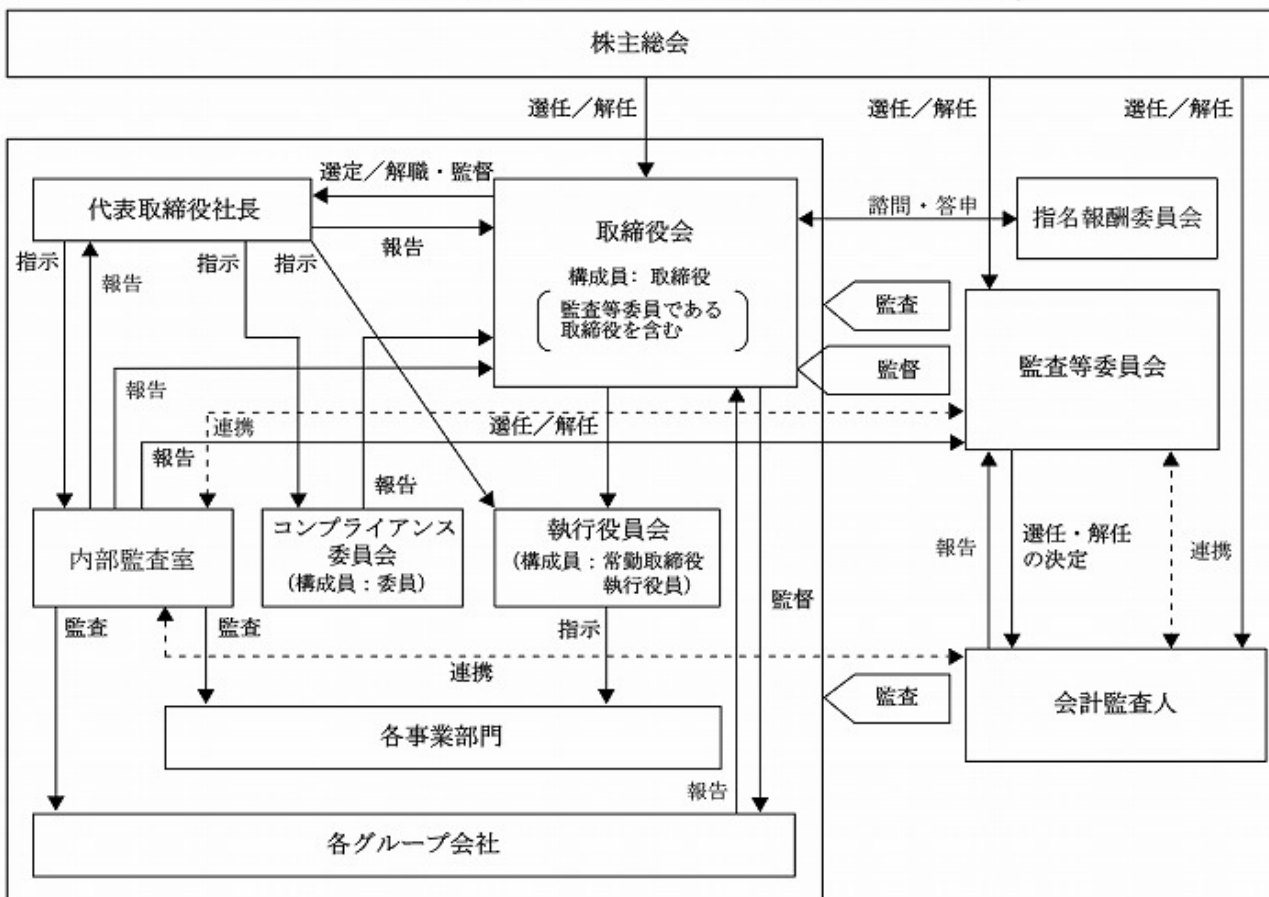 株主総会
選任／解任
選任／解任
選任／解任
選定／解職・監督
代表取締役社長
報告
取締役会
構成員：取締役
監査等委員である
取締役を含む
諮問・答申
指名報酬委員会
指示
報告
指示
指示
監査
監督
監査等委員会
報告
連携
選任／解任
報告
報告
内部監査室
コンプライアンス
委員会
(構成員：委員)
執行役員会
(構成員：常勤取締役
執行役員)
報告
選任・解任
の決定
連携
監査
監査
指示
監督
連携
監査
会計監査人
各事業部門
報告
各グループ会社